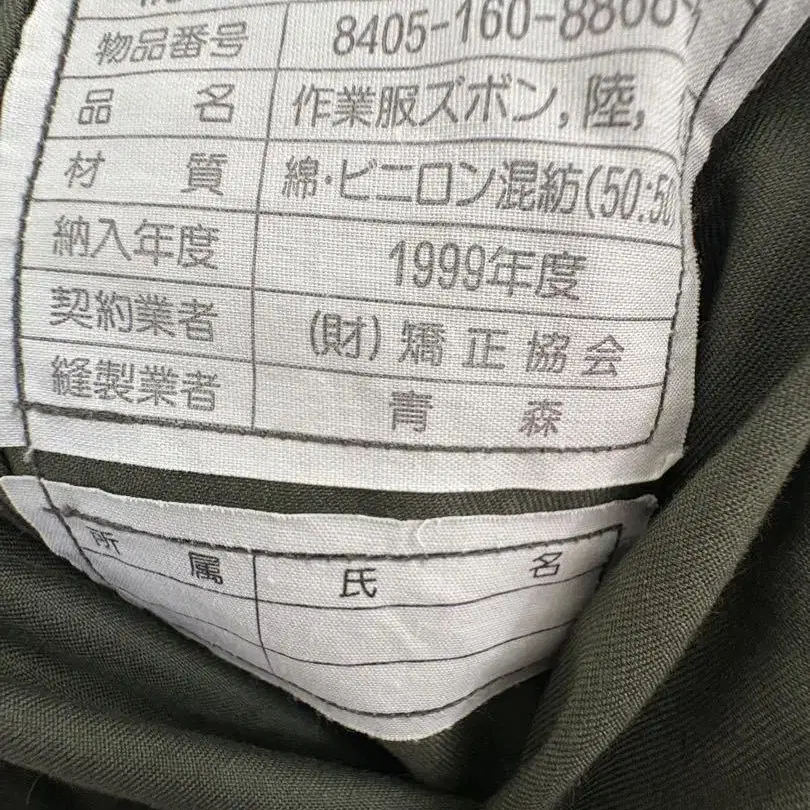 物品番号 8405-160-8868
品名 作業服ズボン,陸,
材質 綿・ビニロン混紡(50:50
納入年度 1999年度
契約業者 (財)矯正協会
縫製業者 青森
所属 氏名